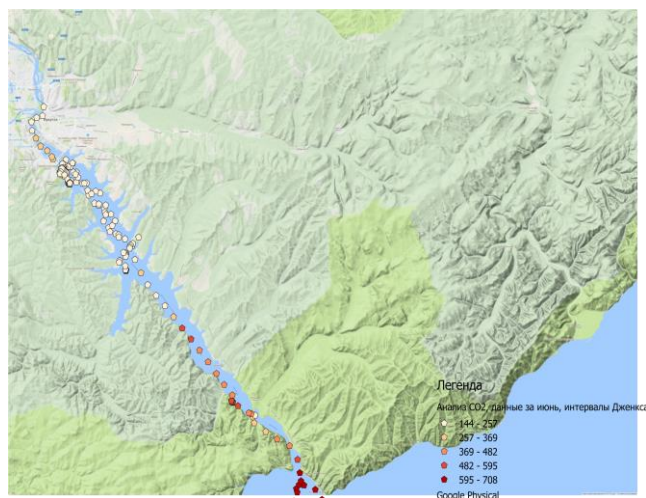 Легенда
Анализ CO2, данные за июнь, интервалы Дженкса
144 - 257
257 - 369
369 - 482
482 - 595
595 - 708
Google Physical